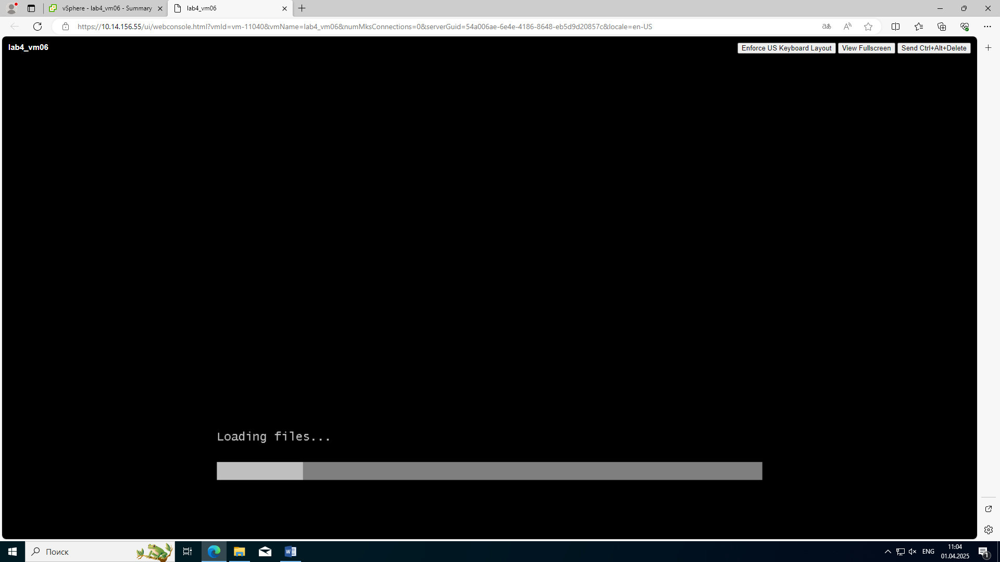 vSphere - lab4_vm06 - Summary
lab4_vm06
https://10.14.156.55/ui/webconsole.html?vmId=vm-11040&vmName=lab4_vm06&numMksConnections=0&serverGuid=54a006ae-6e4e-4186-8648-eb5d9d20857c&locale=en-US
lab4_vm06
Enforce US Keyboard Layout
View Fullscreen
Send Ctrl+Alt+Delete
Loading files...
Поиск
ENG
11:04
01.04.2025
1